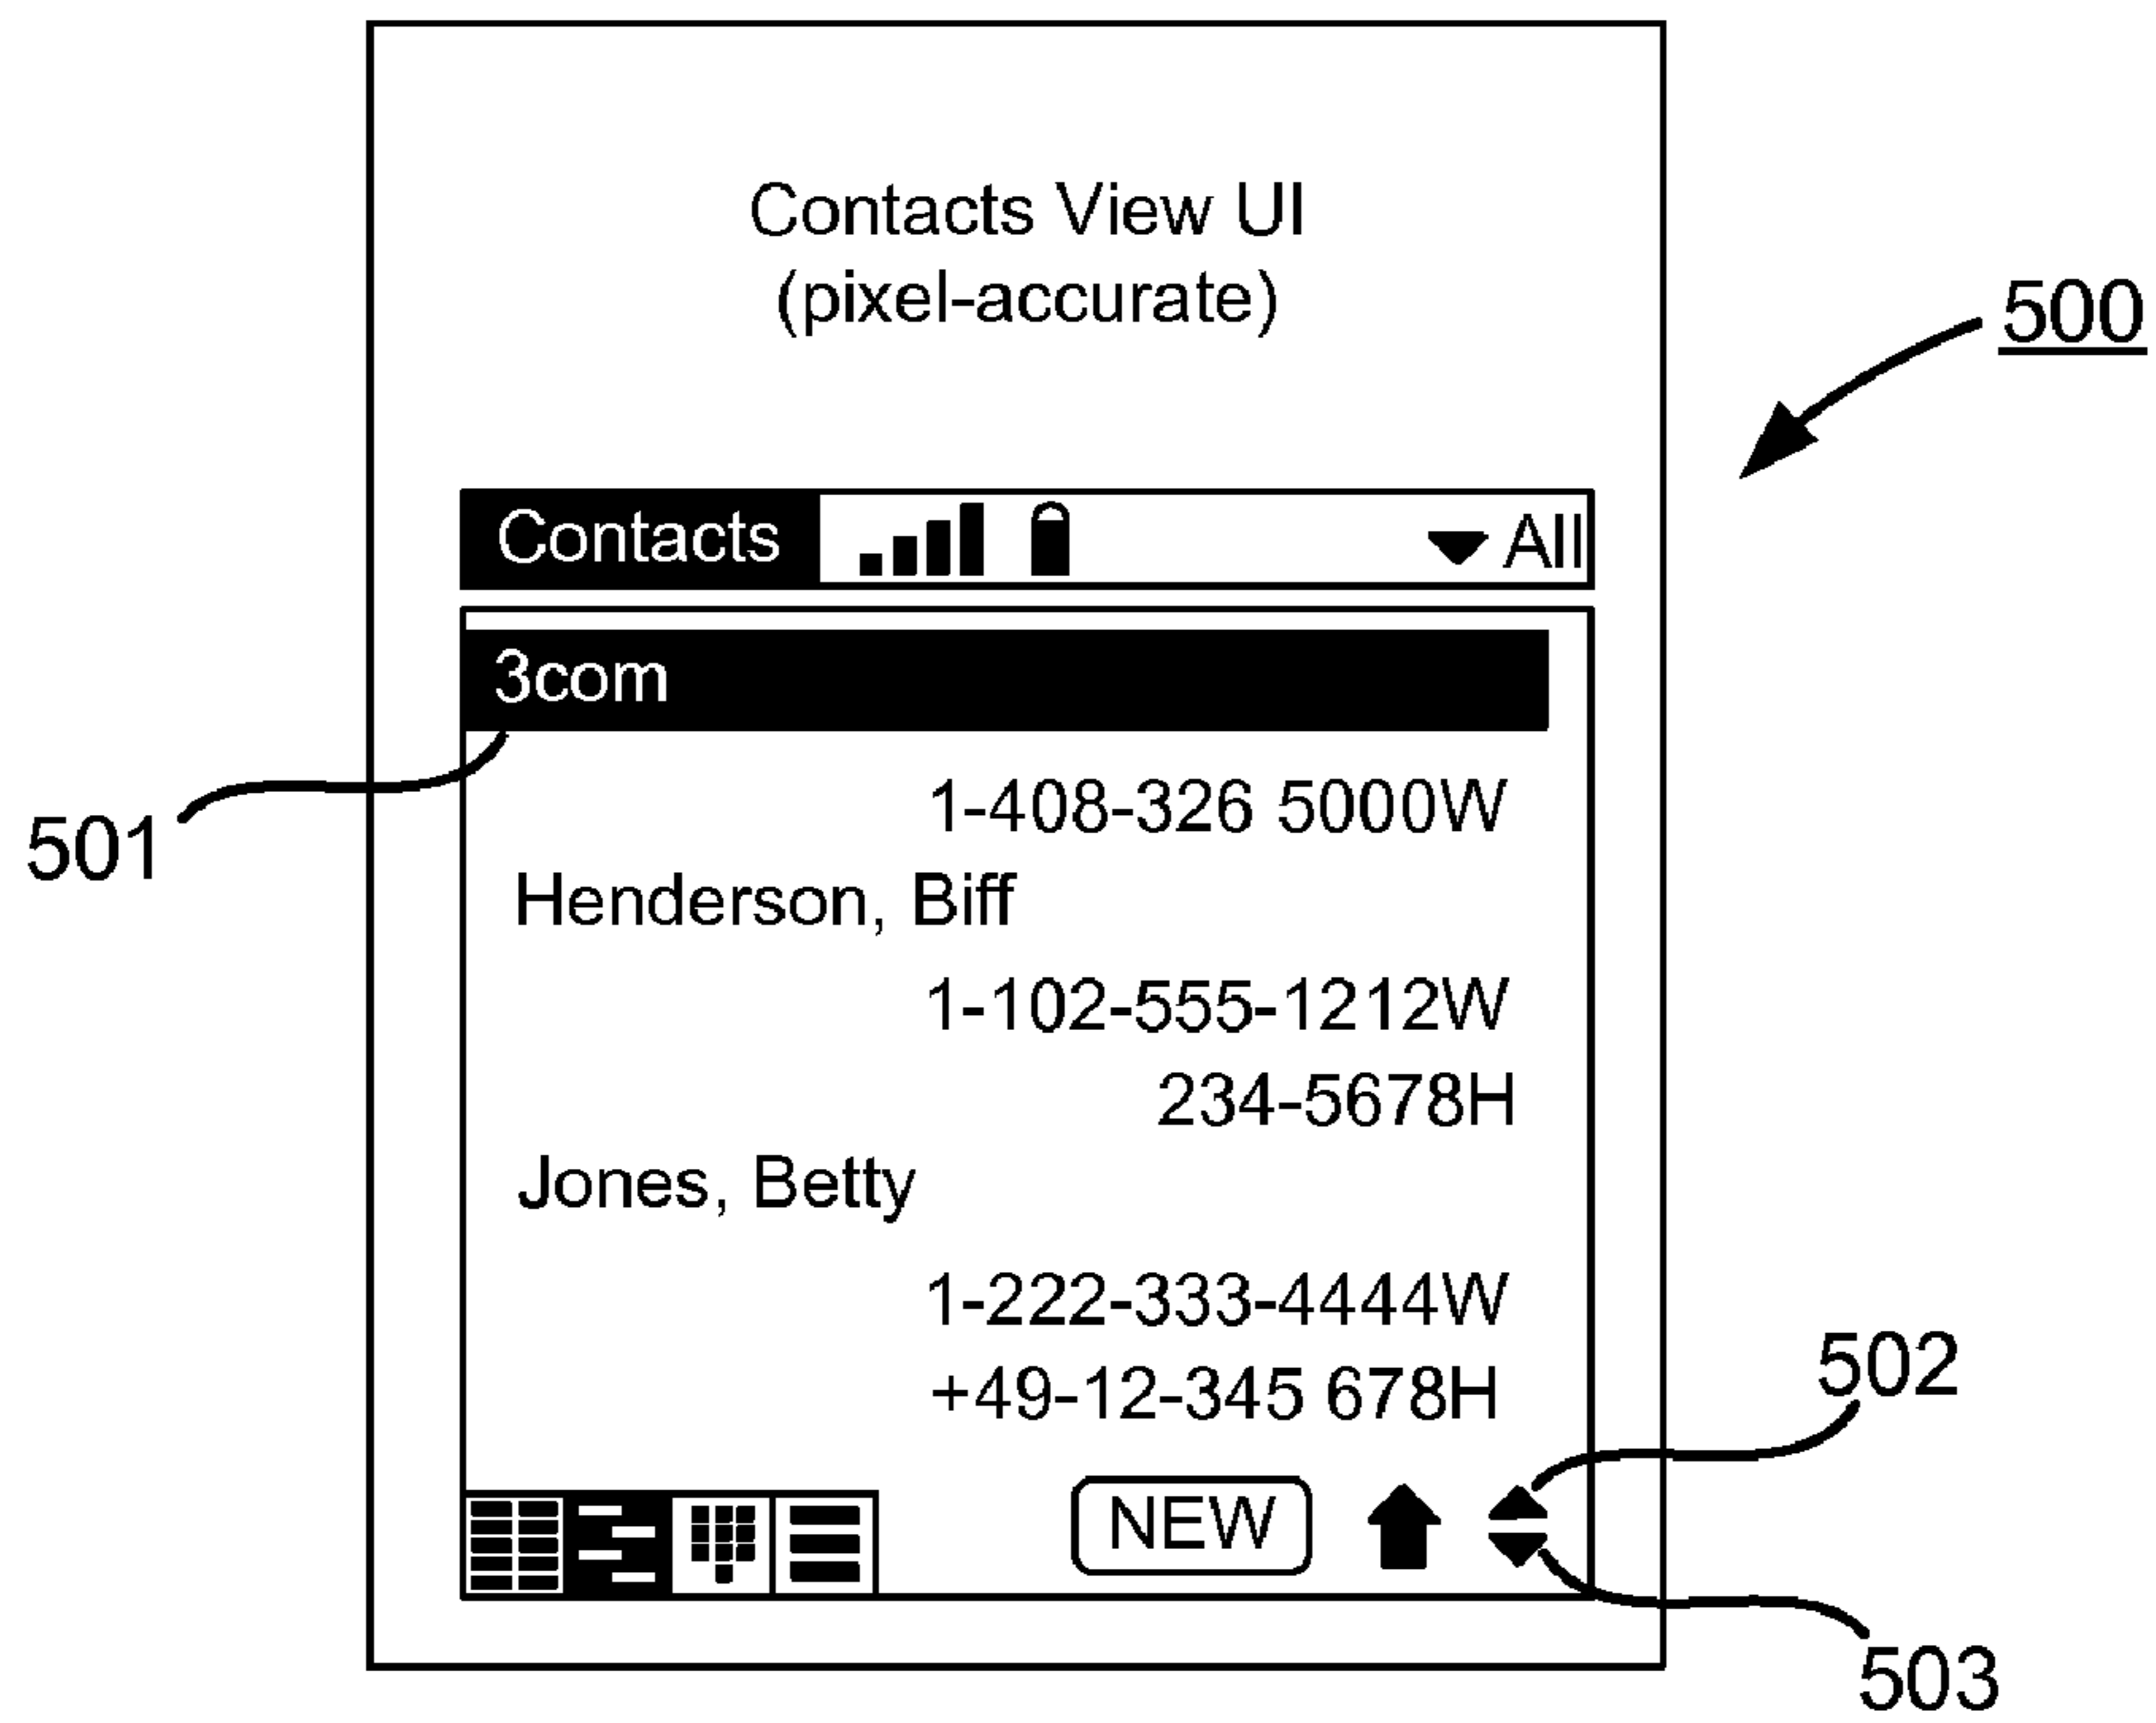 Contacts View UI
(pixel-accurate)
500
Contacts
All
3com
1-408-326 5000W
501
Henderson, Biff
1-102-555-1212W
234-5678H
Jones, Betty
1-222-333-4444W
502
+49-12-345 678H
NEW
503